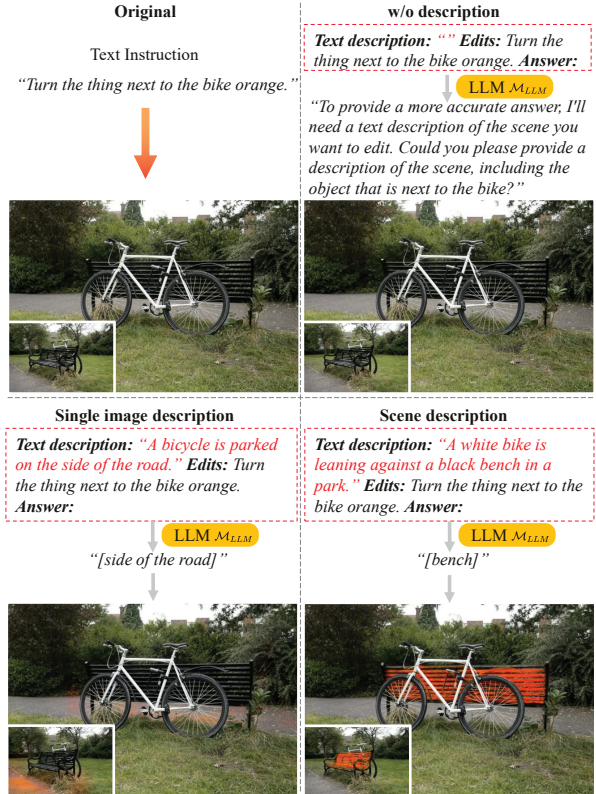 Original
Text Instruction
“Turn the thing next to the bike orange.”
w/o description
Text description: “” Edits: Turn the
thing next to the bike orange. Answer:
LLM M_LLM
“To provide a more accurate answer, I'll
need a text description of the scene you
want to edit. Could you please provide a
description of the scene, including the
object that is next to the bike?”
Single image description
Text description: “A bicycle is parked
on the side of the road.” Edits: Turn
the thing next to the bike orange.
Answer:
LLM M_LLM
“[side of the road]”
Scene description
Text description: “A white bike is
leaning against a black bench in a
park.” Edits: Turn the thing next to the
bike orange. Answer:
LLM M_LLM
“[bench]”